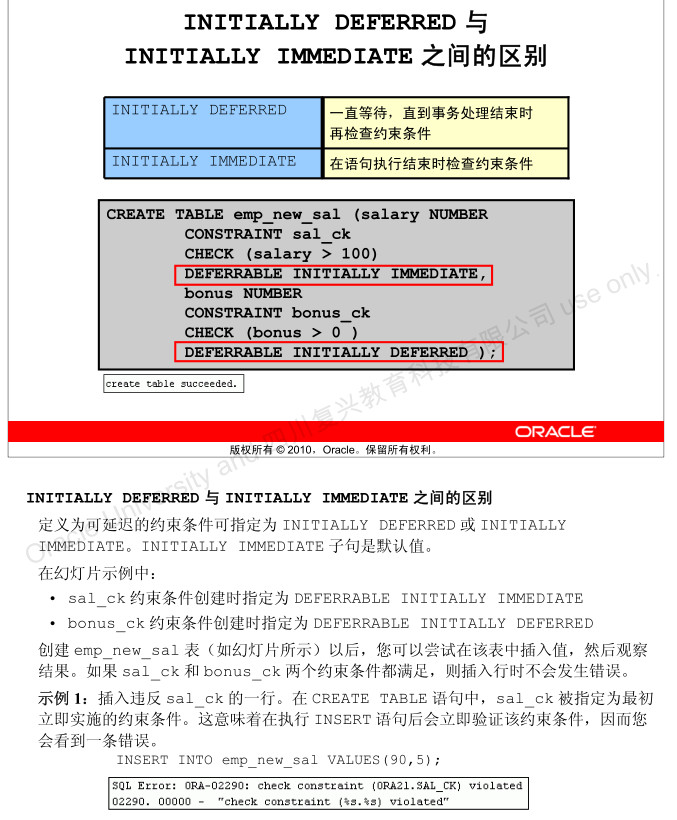 INITIALLY DEFERRED 与
INITIALLY IMMEDIATE 之间的区别
INITIALLY DEFERRED
一直等待，直到事务处理结束时
再检查约束条件
INITIALLY IMMEDIATE
在语句执行结束时检查约束条件
CREATE TABLE emp_new_sal (salary NUMBER
CONSTRAINT sal_ck
CHECK (salary > 100)
DEFERRABLE INITIALLY IMMEDIATE,
bonus NUMBER
CONSTRAINT bonus_ck
CHECK (bonus > 0 )
DEFERRABLE INITIALLY DEFERRED );
create table succeeded.
ORACLE
版权所有 © 2010，Oracle。保留所有权利。
INITIALLY DEFERRED 与 INITIALLY IMMEDIATE 之间的区别
定义为可延迟的约束条件可指定为 INITIALLY DEFERRED 或 INITIALLY
IMMEDIATE。INITIALLY IMMEDIATE 子句是默认值。
在幻灯片示例中：
• sal_ck 约束条件创建时指定为 DEFERRABLE INITIALLY IMMEDIATE
• bonus_ck 约束条件创建时指定为 DEFERRABLE INITIALLY DEFERRED
创建 emp_new_sal 表（如幻灯片所示）以后，您可以尝试在该表中插入值，然后观察
结果。如果 sal_ck 和 bonus_ck 两个约束条件都满足，则插入行时不会发生错误。
示例 1：插入违反 sal_ck 的一行。在 CREATE TABLE 语句中，sal_ck 被指定为最初
立即实施的约束条件。这意味着在执行 INSERT 语句后会立即验证该约束条件，因而您
会看到一条错误。
INSERT INTO emp_new_sal VALUES(90,5);
SQL Error: ORA-02290: check constraint (ORA21.SAL_CK) violated
02290. 00000 - "check constraint (%s.%s) violated"
Oracle University and 四川复兴教育科技有限公司 use only.